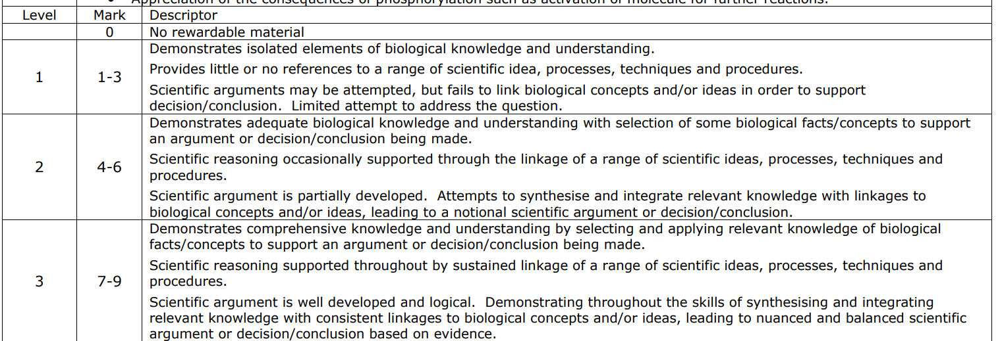 Appreciation of the consequences of phosphorylation such as activation of molecule for further reactions.
Level Mark Descriptor
0 No rewardable material
1 1-3 Demonstrates isolated elements of biological knowledge and understanding.
Provides little or no references to a range of scientific idea, processes, techniques and procedures.
Scientific arguments may be attempted, but fails to link biological concepts and/or ideas in order to support
decision/conclusion. Limited attempt to address the question.
2 4-6 Demonstrates adequate biological knowledge and understanding with selection of some biological facts/concepts to support
an argument or decision/conclusion being made.
Scientific reasoning occasionally supported through the linkage of a range of scientific ideas, processes, techniques and
procedures.
Scientific argument is partially developed. Attempts to synthesise and integrate relevant knowledge with linkages to
biological concepts and/or ideas, leading to a notional scientific argument or decision/conclusion.
3 7-9 Demonstrates comprehensive knowledge and understanding by selecting and applying relevant knowledge of biological
facts/concepts to support an argument or decision/conclusion being made.
Scientific reasoning supported throughout by sustained linkage of a range of scientific ideas, processes, techniques and
procedures.
Scientific argument is well developed and logical. Demonstrating throughout the skills of synthesising and integrating
relevant knowledge with consistent linkages to biological concepts and/or ideas, leading to nuanced and balanced scientific
argument or decision/conclusion based on evidence.